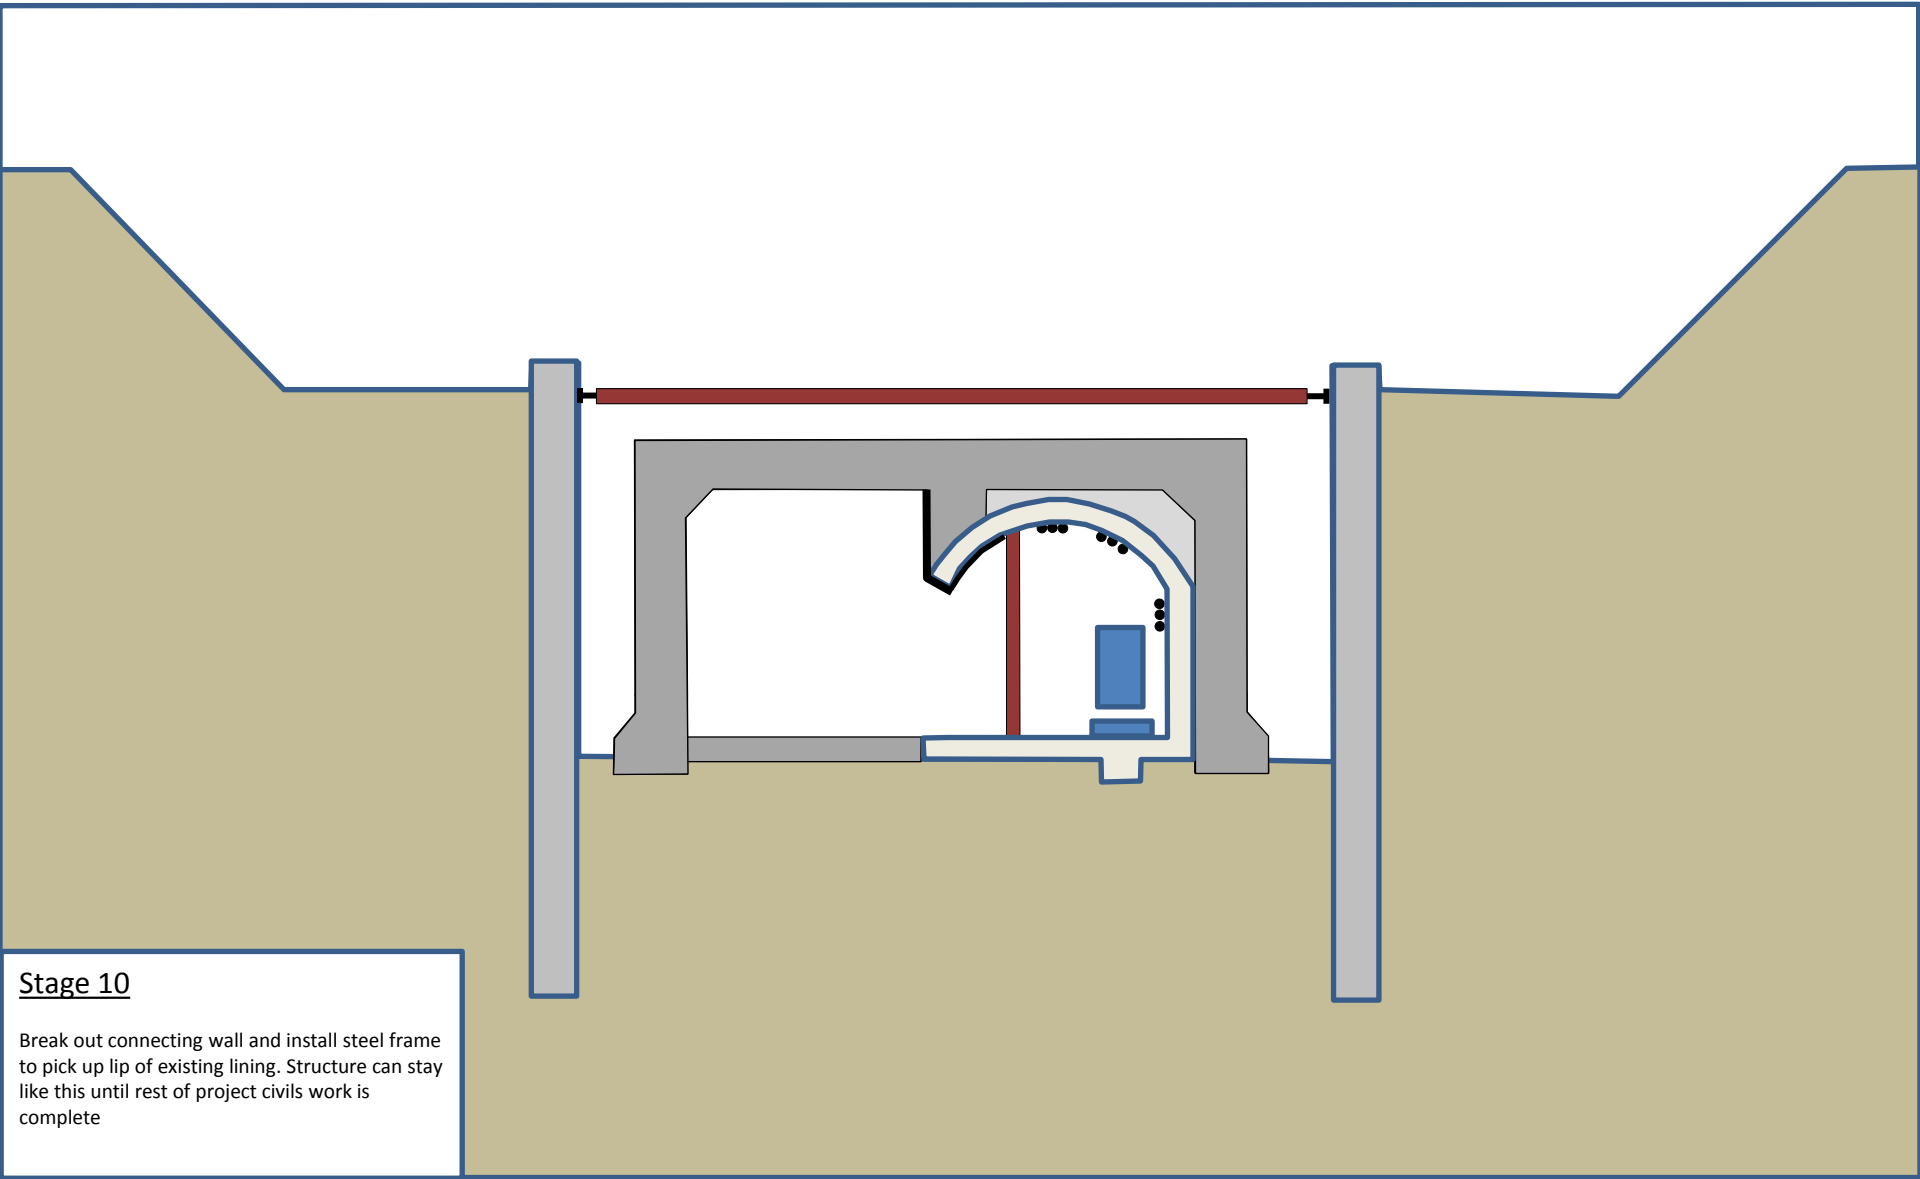 Stage 10
Break out connecting wall and install steel frame
to pick up lip of existing lining. Structure can stay
like this until rest of project civils work is
complete